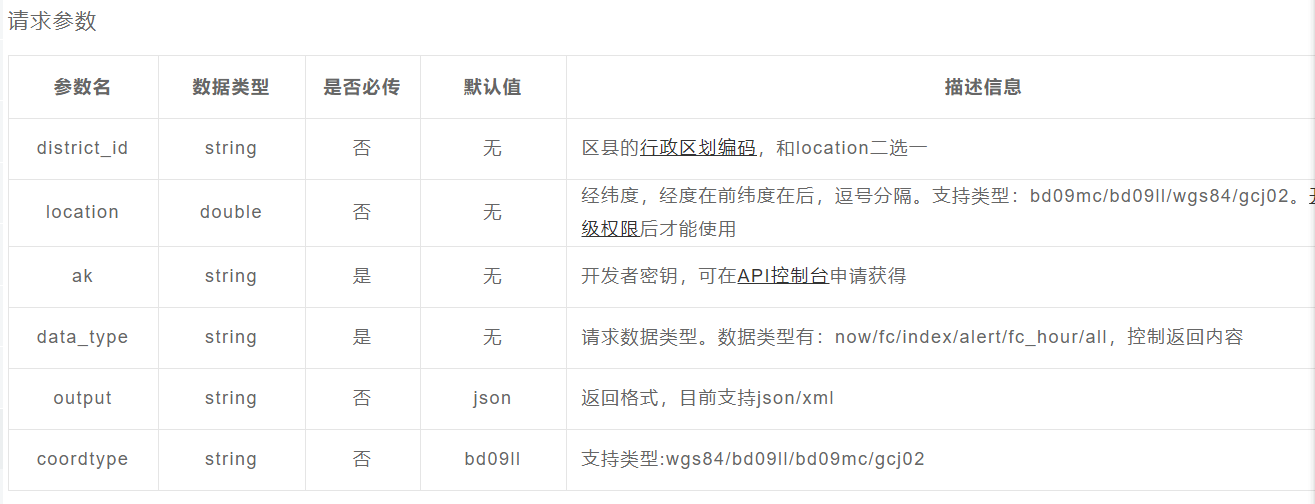 请求参数
参数名 数据类型 是否必传 默认值 描述信息
district_id string 否 无 区县的行政区划编码，和location二选一
location double 否 无 经纬度，经度在前纬度在后，逗号分隔。支持类型：bd09mc/bd09ll/wgs84/gcj02。
级权限后才能使用
ak string 是 无 开发者密钥，可在API控制台申请获得
data_type string 是 无 请求数据类型。数据类型有：now/fc/index/alert/fc_hour/all，控制返回内容
output string 否 json 返回格式，目前支持json/xml
coordtype string 否 bd09ll 支持类型:wgs84/bd09ll/bd09mc/gcj02